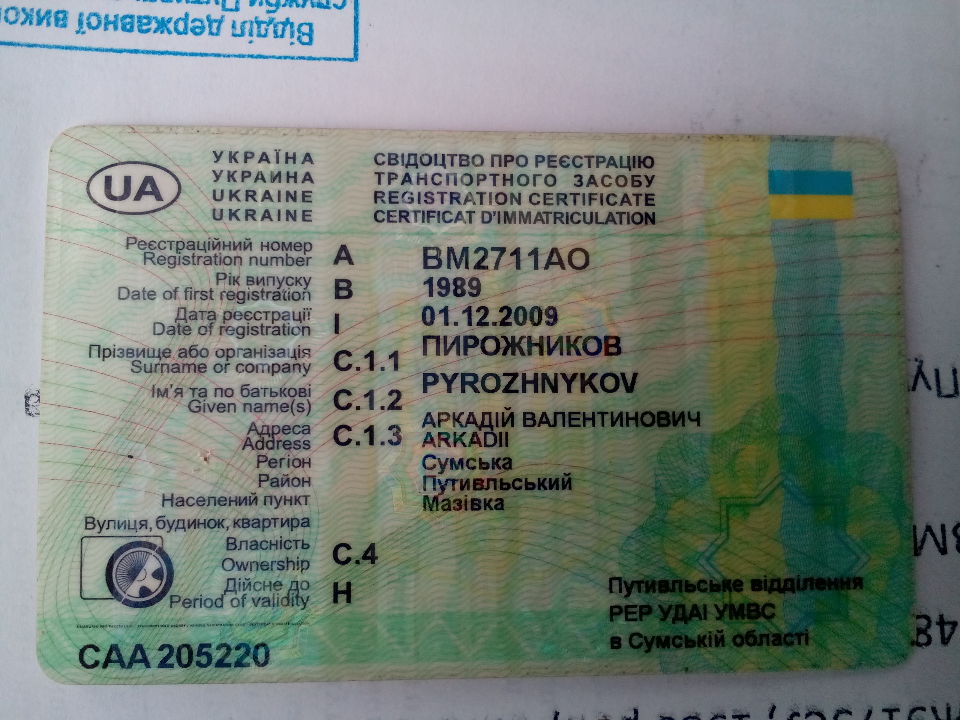 Відділ державної
UA
УКРАЇНА
УКРАИНА
UKRAINE
UKRAINE
СВІДОЦТВО ПРО РЕЄСТРАЦІЮ
ТРАНСПОРТНОГО ЗАСОБУ
REGISTRATION CERTIFICATE
CERTIFICAT D'IMMATRICULATION
Реєстраційний номер
Registration number A BM2711AO
Рік випуску
Date of first registration B 1989
Дата реєстрації
Date of registration I 01.12.2009
Прізвище або організація
Surname or company C.1.1 ПИРОЖНИКОВ
PYROZHNYKOV
Ім'я та по батькові
Given name(s) C.1.2 АРКАДІЙ ВАЛЕНТИНОВИЧ
ARKADII
Адреса
Address C.1.3
Регіон Сумська
Район Путивльський
Населений пункт Мазівка
Вулиця, будинок, квартира
Власність
Ownership C.4
Дійсне до
Period of validity H
Путивльське відділення
РЕР УДАІ УМВС
в Сумській області
САА 205220